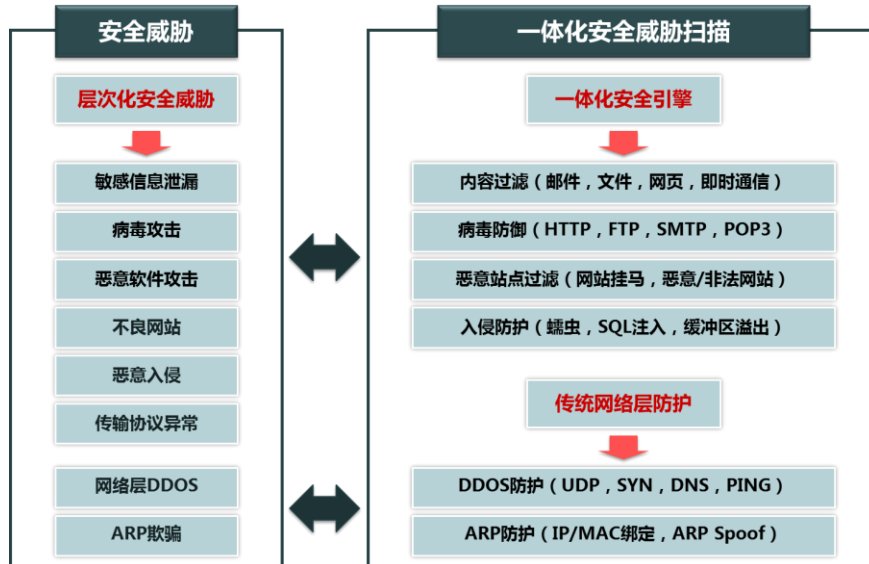 安全威胁
层次化安全威胁
敏感信息泄漏
病毒攻击
恶意软件攻击
不良网站
恶意入侵
传输协议异常
网络层DDOS
ARP欺骗
一体化安全威胁扫描
一体化安全引擎
内容过滤（邮件，文件，网页，即时通信）
病毒防御（HTTP，FTP，SMTP，POP3）
恶意站点过滤（网站挂马，恶意/非法网站）
入侵防护（蠕虫，SQL注入，缓冲区溢出）
传统网络层防护
DDOS防护（UDP，SYN，DNS，PING）
ARP防护（IP/MAC绑定，ARP Spoof）